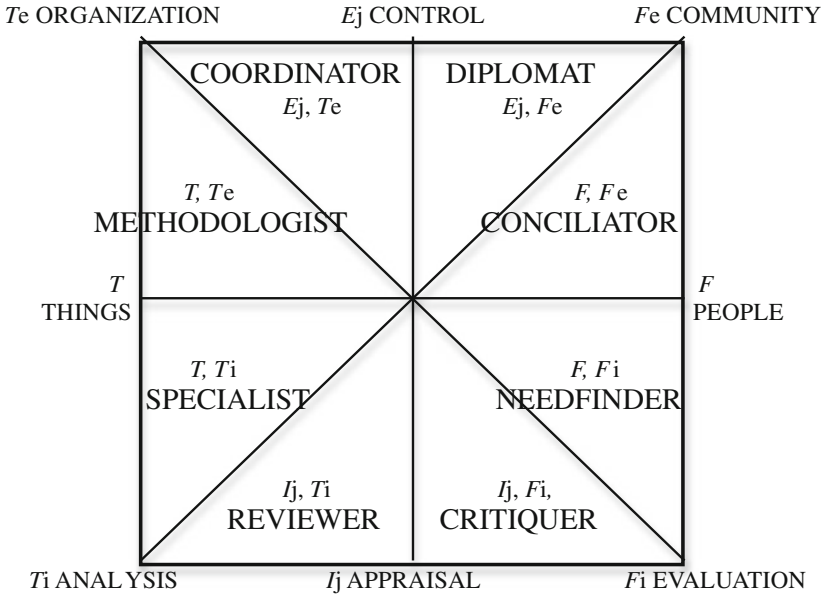 Te ORGANIZATION
Ej CONTROL
Fe COMMUNITY
COORDINATOR
Ej, Te
DIPLOMAT
Ej, Fe
T, Te
METHODOLOGIST
F, Fe
CONCILIATOR
T
THINGS
F
PEOPLE
T, Ti
SPECIALIST
F, Fi
NEEDFINDER
Ij, Ti
REVIEWER
Ij, Fi,
CRITIQUER
Ti ANALYSIS
Ij APPRAISAL
Fi EVALUATION